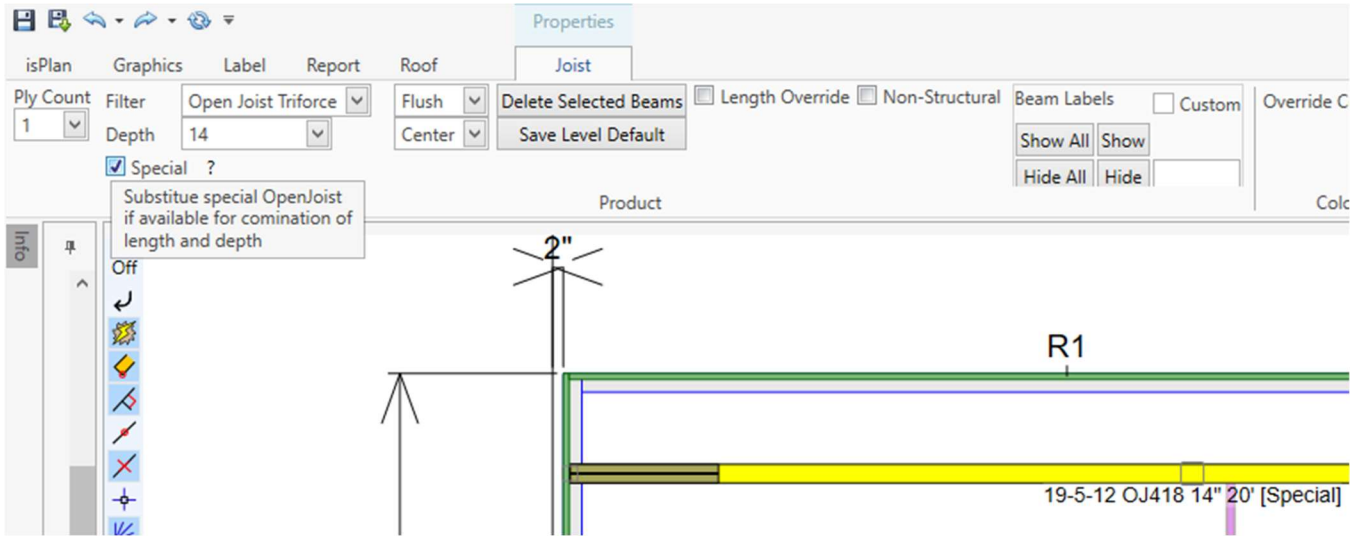 Properties
isPlan Graphics Label Report Roof Joist
Ply Count Filter Open Joist Triforce Flush Delete Selected Beams Length Override Non-Structural Beam Labels Custom Override C
1 Depth 14 Center Save Level Default Show All Show
Special ? Hide All Hide
Substitue special OpenJoist
if available for comination of
length and depth
Product Colo
Info
Off
2"
R1
19-5-12 OJ418 14" 20' [Special]